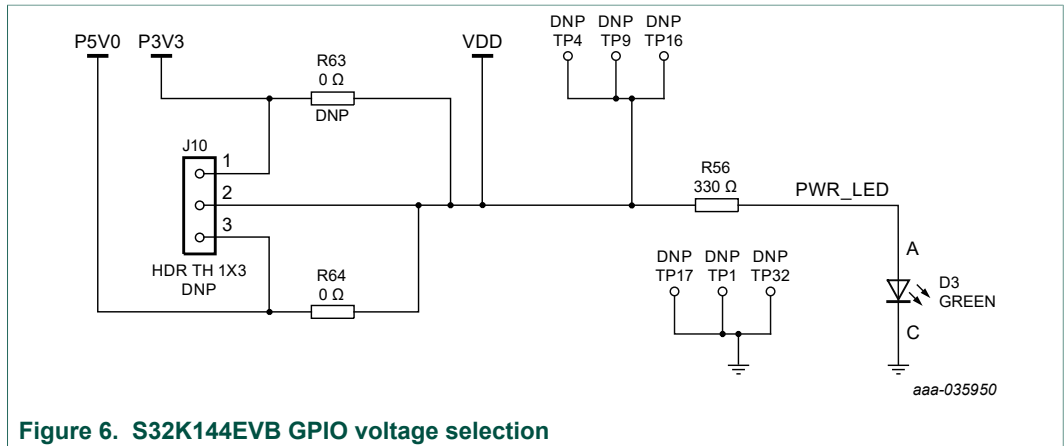 P5V0
P3V3
VDD
DNP
TP4
DNP
TP9
DNP
TP16
R63
0 Ω
DNP
J10
1
2
3
HDR TH 1X3
DNP
R64
0 Ω
R56
330 Ω
PWR_LED
DNP
TP17
DNP
TP1
DNP
TP32
A
D3
GREEN
C
aaa-035950
Figure 6. S32K144EVB GPIO voltage selection